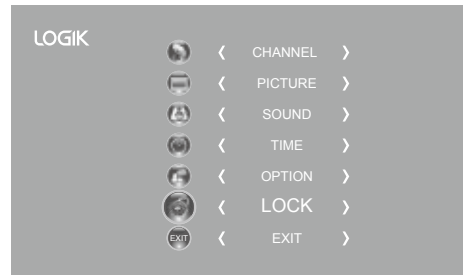 LOGIK
CHANNEL
PICTURE
SOUND
TIME
OPTION
LOCK
EXIT EXIT